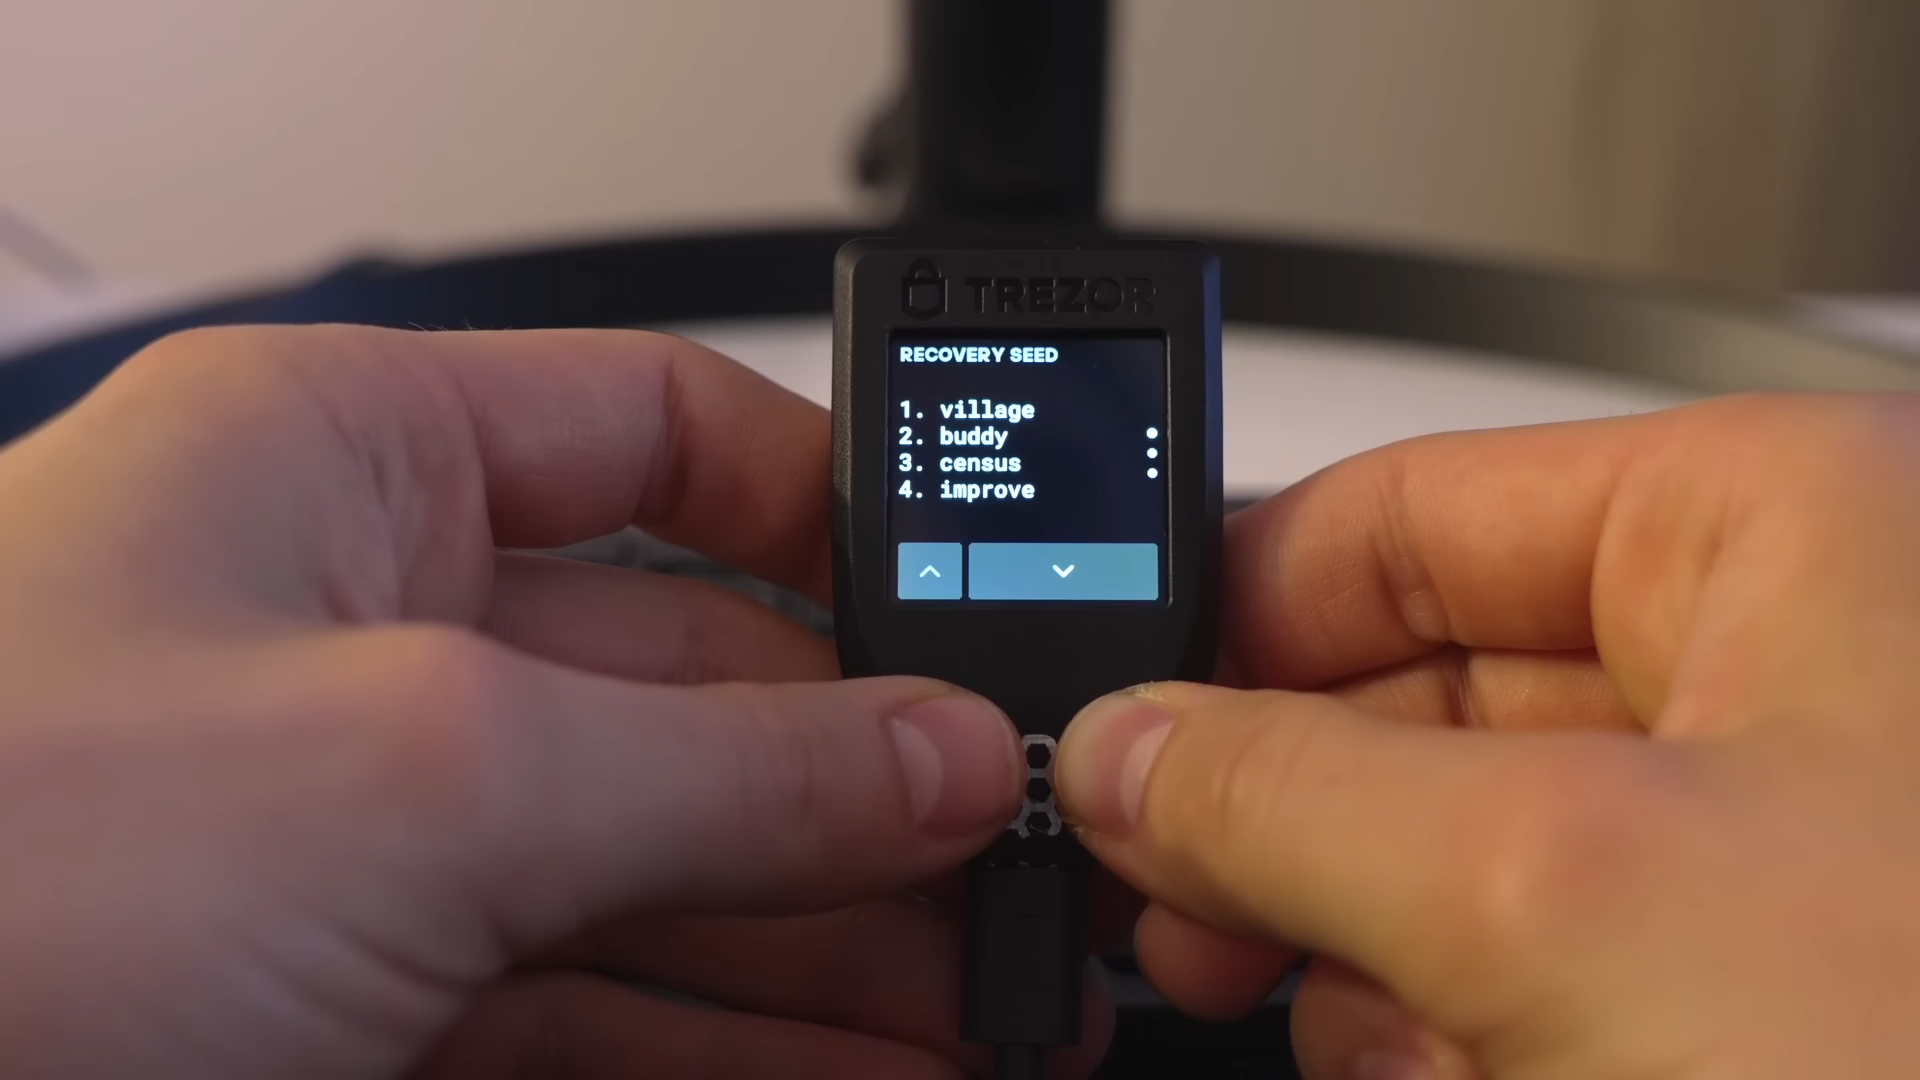 TREZOR
RECOVERY SEED
1. village
2. buddy
3. census
4. improve